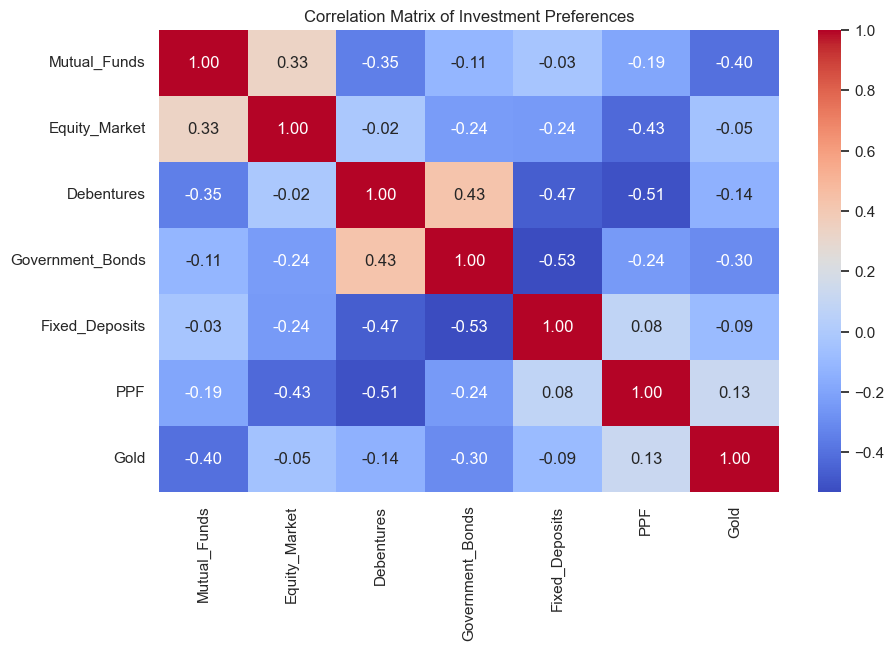 Correlation Matrix of Investment Preferences
Mutual_Funds 1.00 0.33 -0.35 -0.11 -0.03 -0.19 -0.40
Equity_Market 0.33 1.00 -0.02 -0.24 -0.24 -0.43 -0.05
Debentures -0.35 -0.02 1.00 0.43 -0.47 -0.51 -0.14
Government_Bonds -0.11 -0.24 0.43 1.00 -0.53 -0.24 -0.30
Fixed_Deposits -0.03 -0.24 -0.47 -0.53 1.00 0.08 -0.09
PPF -0.19 -0.43 -0.51 -0.24 0.08 1.00 0.13
Gold -0.40 -0.05 -0.14 -0.30 -0.09 0.13 1.00
Mutual_Funds
Equity_Market
Debentures
Government_Bonds
Fixed_Deposits
PPF
Gold
1.0
0.8
0.6
0.4
0.2
0.0
−0.2
−0.4